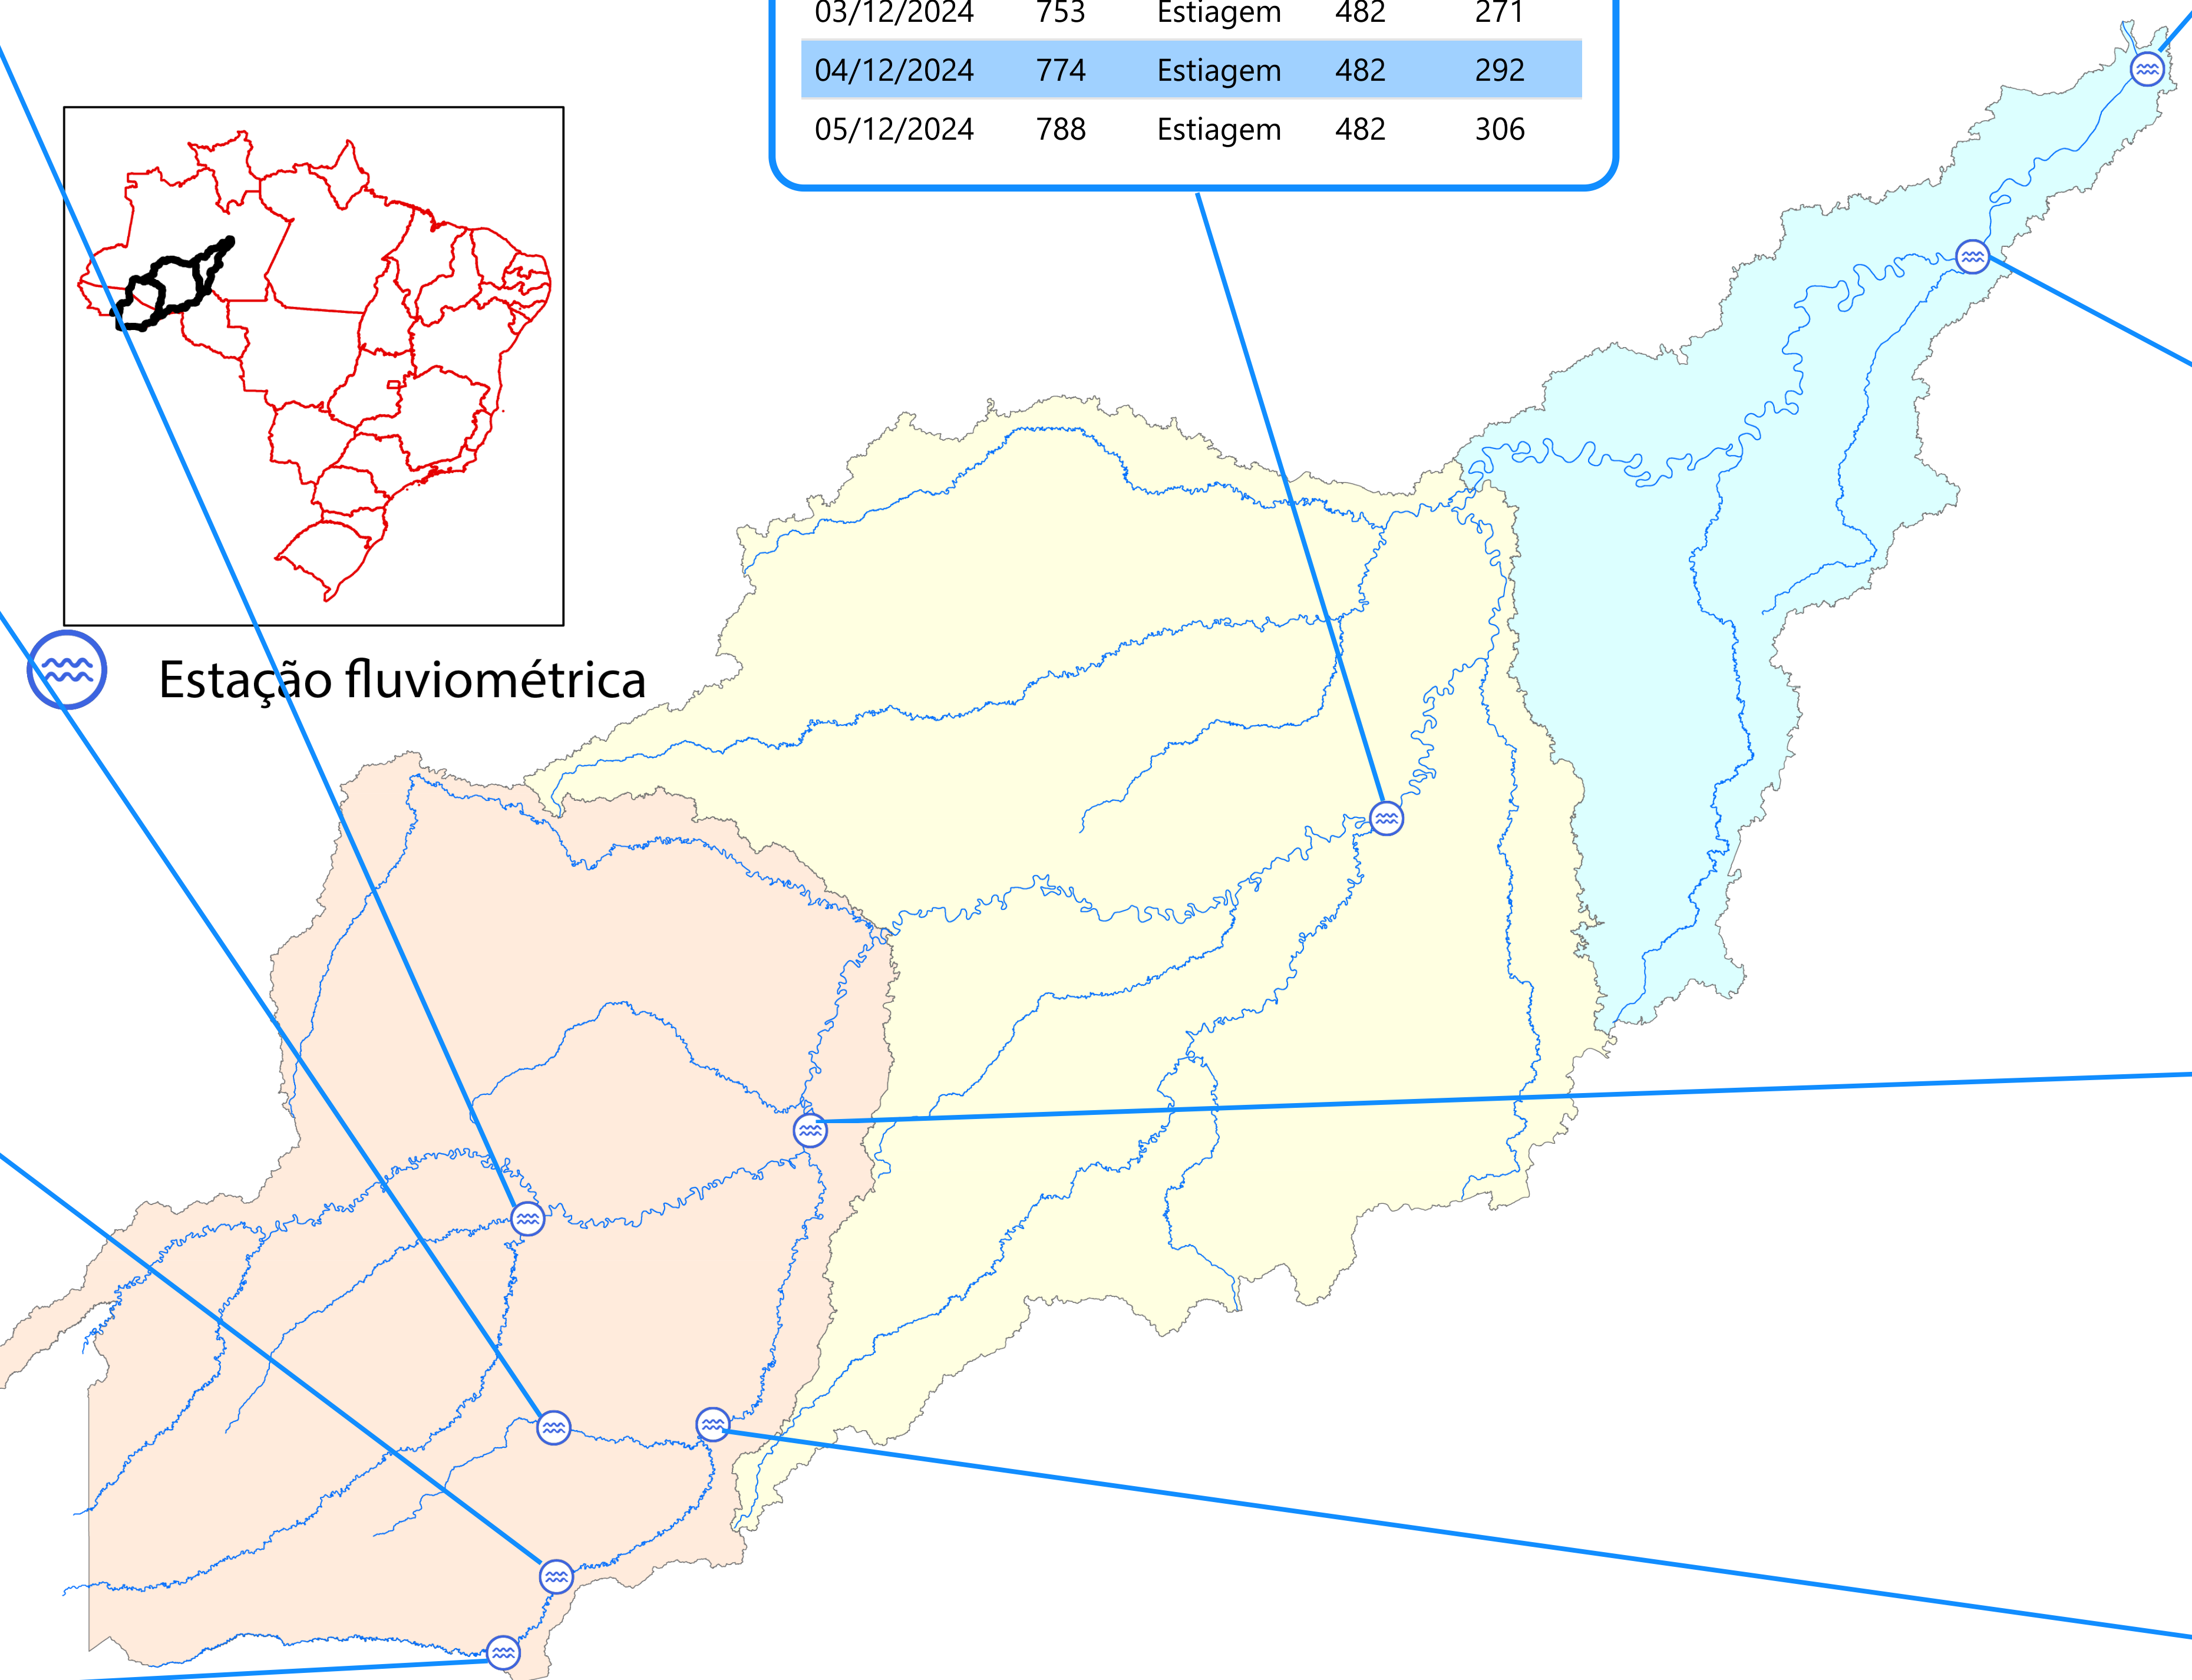 03/12/2024 753 Estiagem 482 271
04/12/2024 774 Estiagem 482 292
05/12/2024 788 Estiagem 482 306
Estação fluviométrica